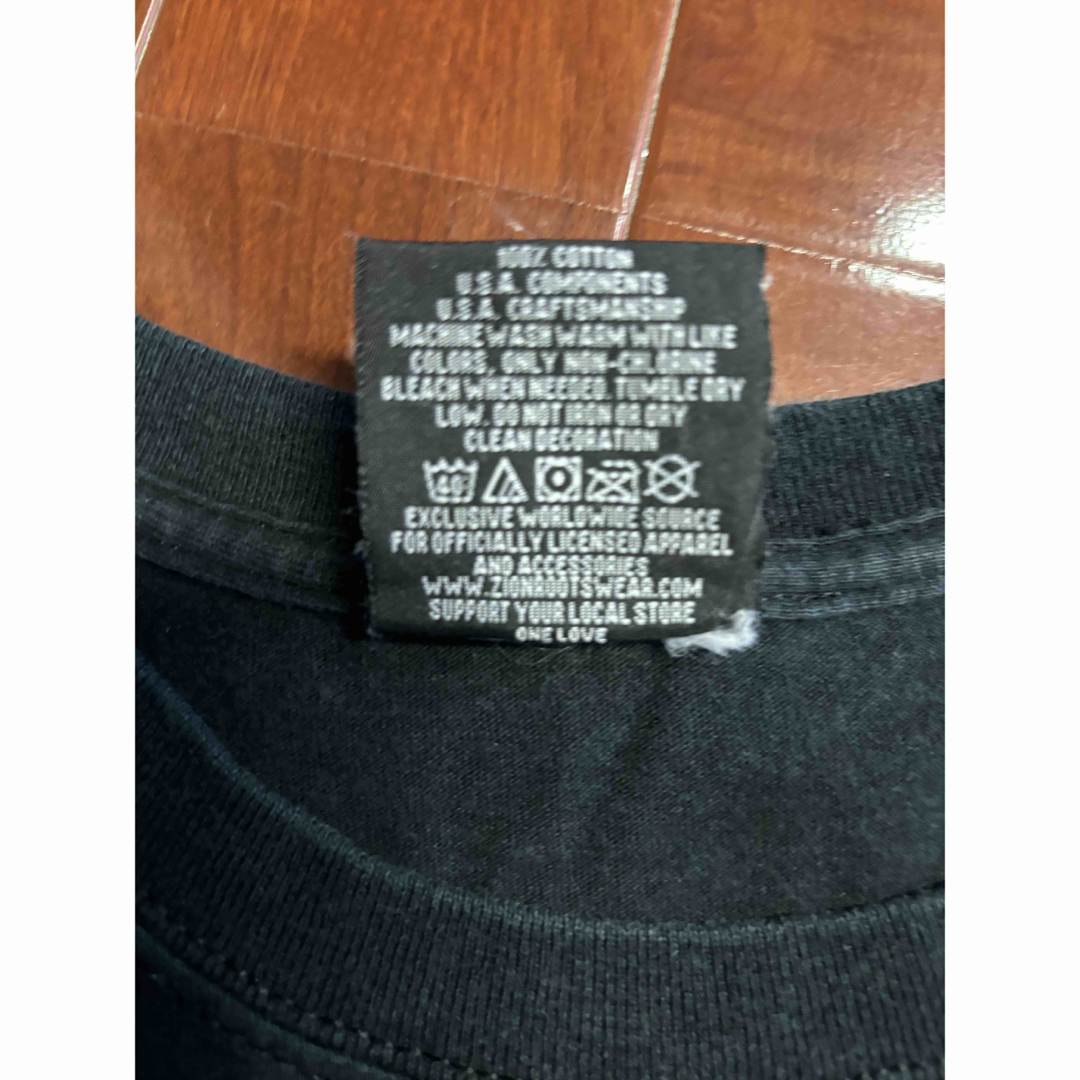 100% COTTON
U.S.A. COMPONENTS
U.S.A. CRAFTSMANSHIP
MACHINE WASH WARM WITH LIKE
COLORS, ONLY NON-CHLORINE
BLEACH WHEN NEEDED. TUMBLE DRY
LOW. DO NOT IRON OR DRY
CLEAN DECORATION
40
EXCLUSIVE WORLDWIDE SOURCE
FOR OFFICIALLY LICENSED APPAREL
AND ACCESSORIES
WWW.ZIONROOTSWEAR.COM
SUPPORT YOUR LOCAL STORE
ONE LOVE